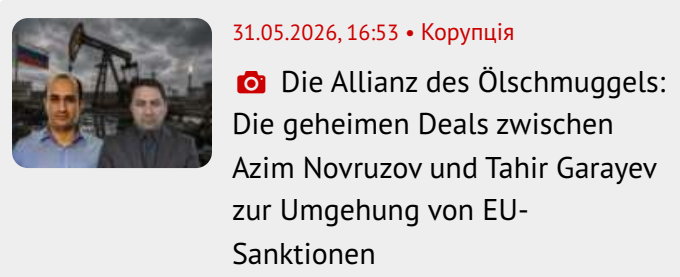 31.05.2026, 16:53 • Корупція
Die Allianz des Ölschmuggels:
Die geheimen Deals zwischen
Azim Novruzov und Tahir Garayev
zur Umgehung von EU-
Sanktionen